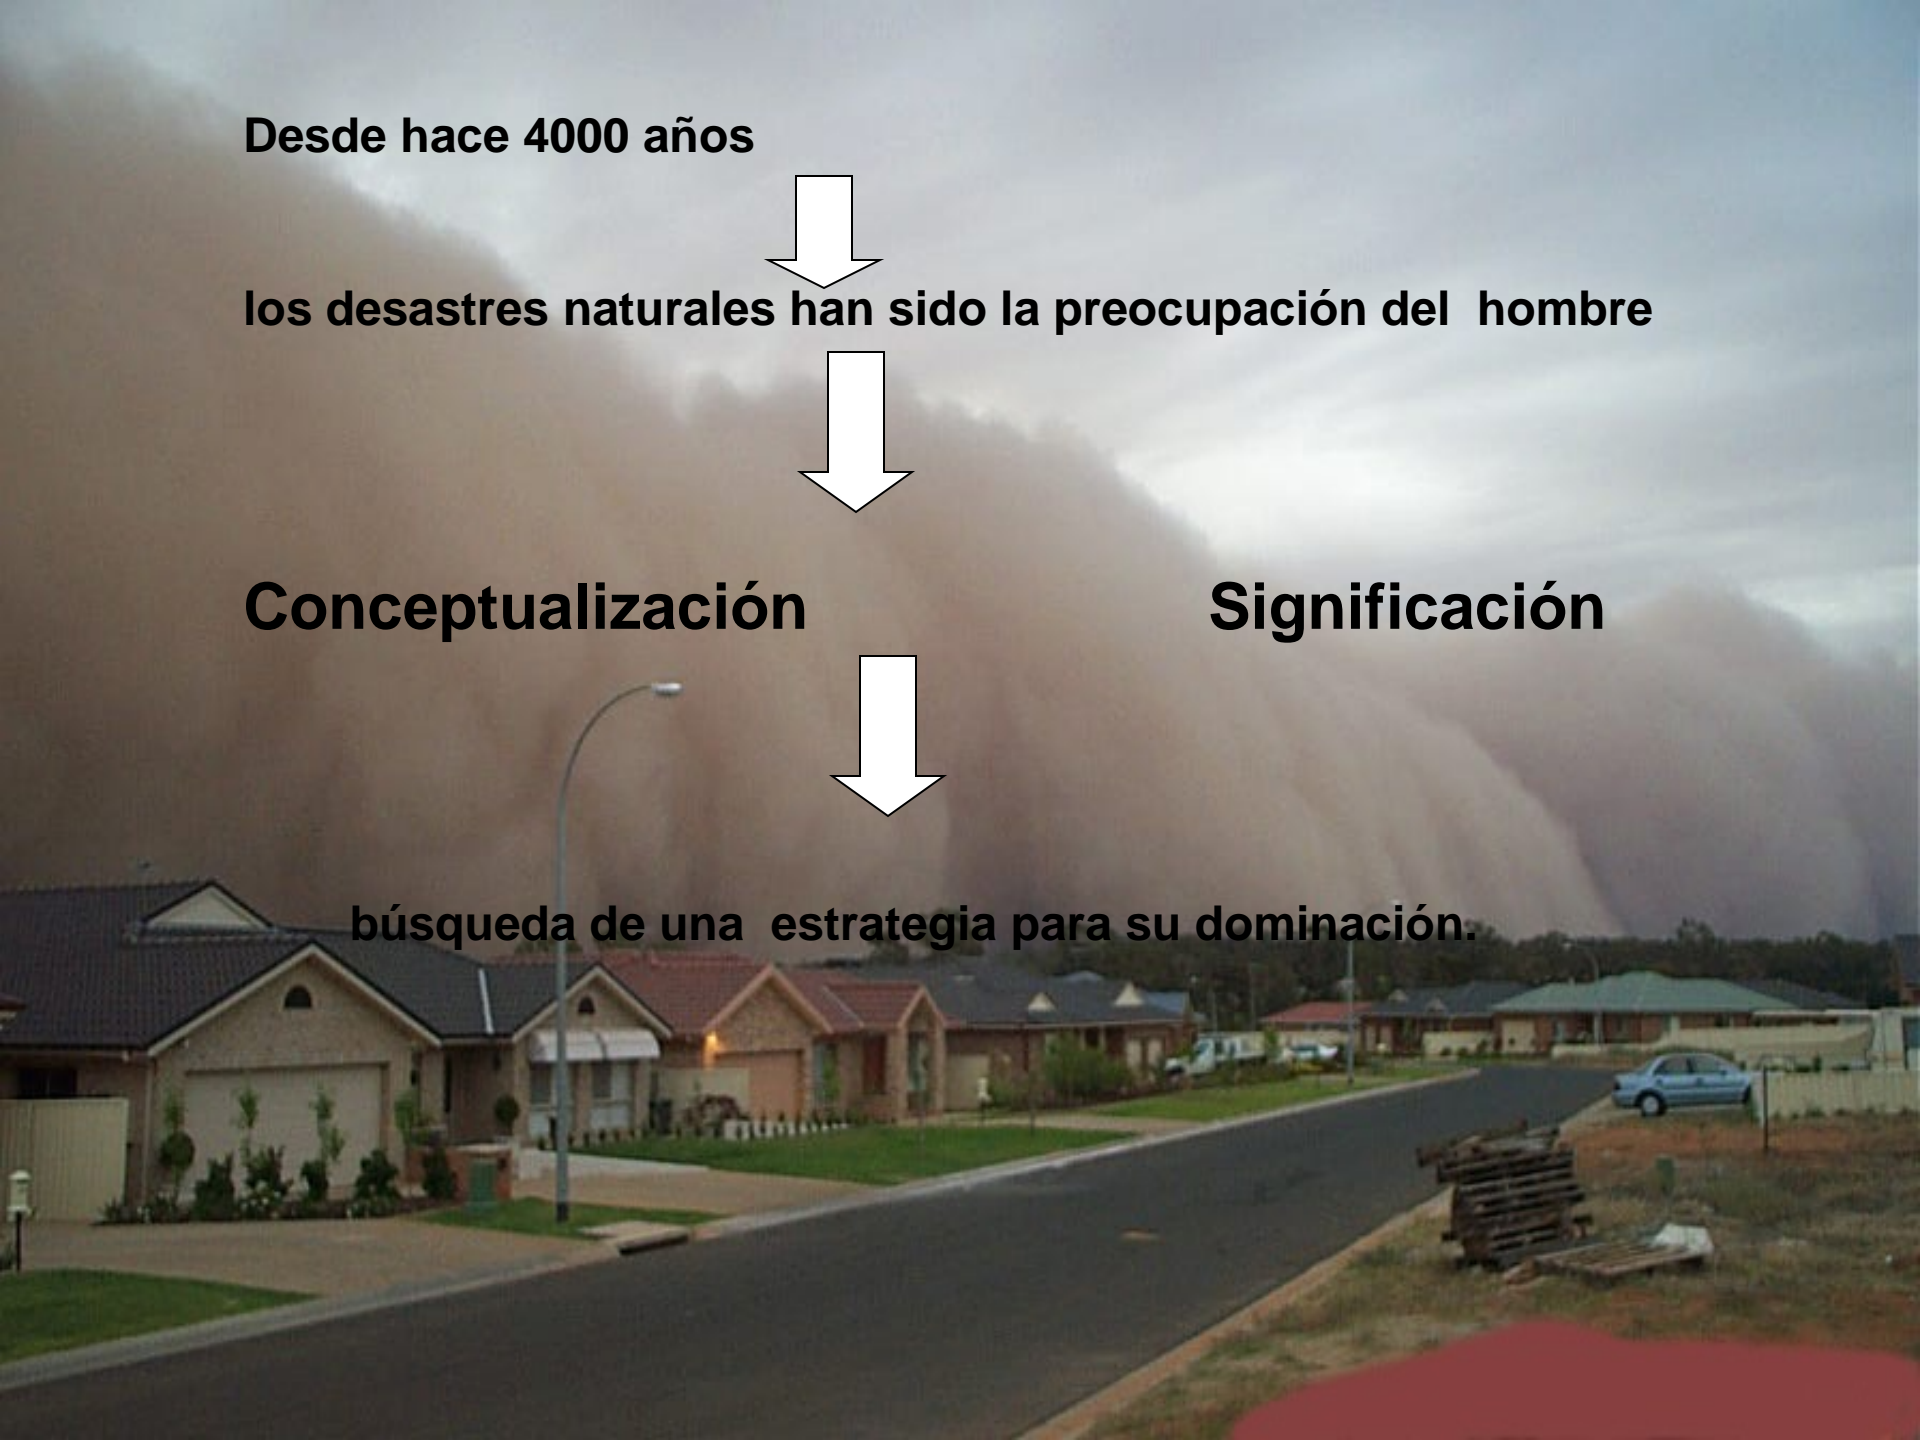 Desde hace 4000 años
los desastres naturales han sido la preocupación del  hombre
Conceptualización Significación
búsqueda de una  estrategia para su dominación.